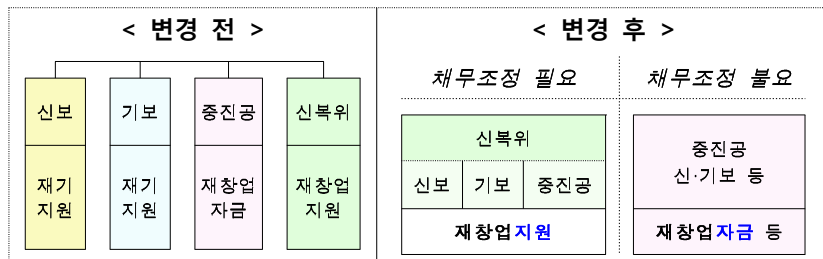 < 변경 전 >
신보 기보 중진공 신복위
재기 재기 재창업 재창업
지원 지원 자금 지원
< 변경 후 >
채무조정 필요 채무조정 불요
신복위
신보 기보 중진공
재창업지원
중진공
신·기보 등
재창업자금 등